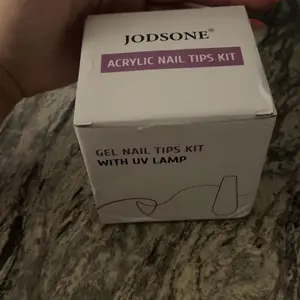 JODSONE®
ACRYLIC NAIL TIPS KIT
GEL NAIL TIPS KIT
WITH UV LAMP